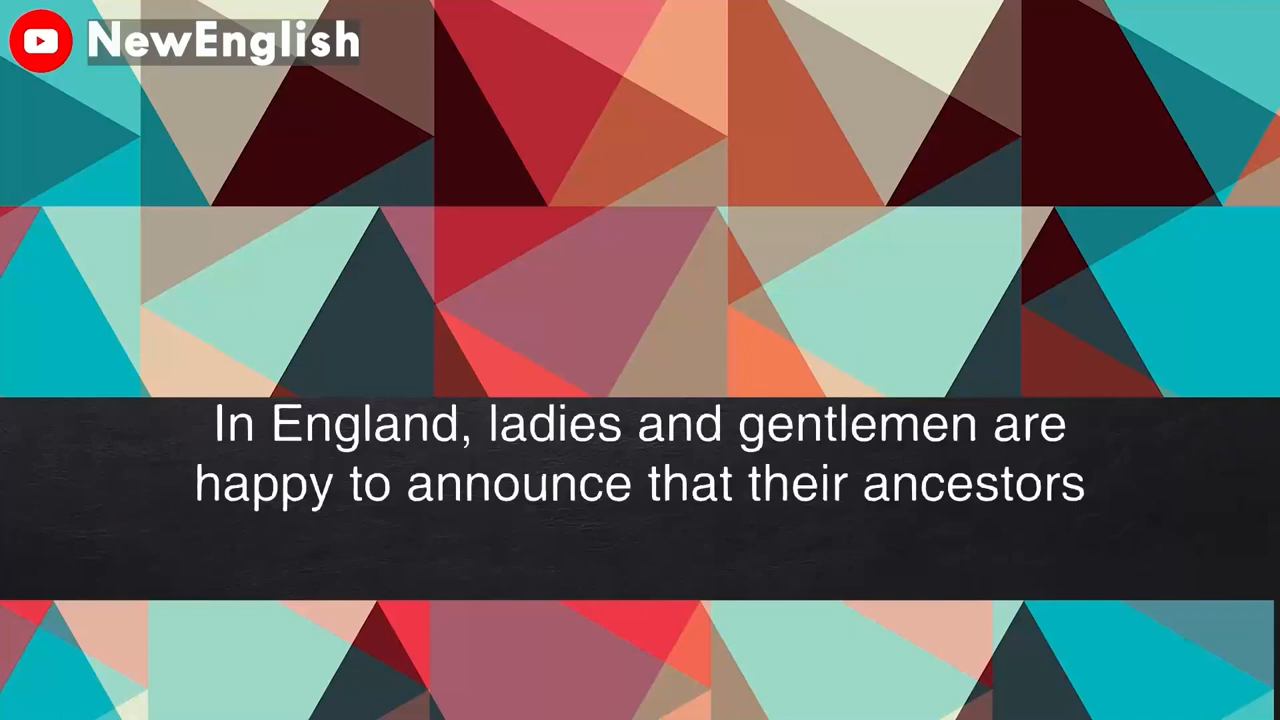 NewEnglish
In England, ladies and gentlemen are
happy to announce that their ancestors